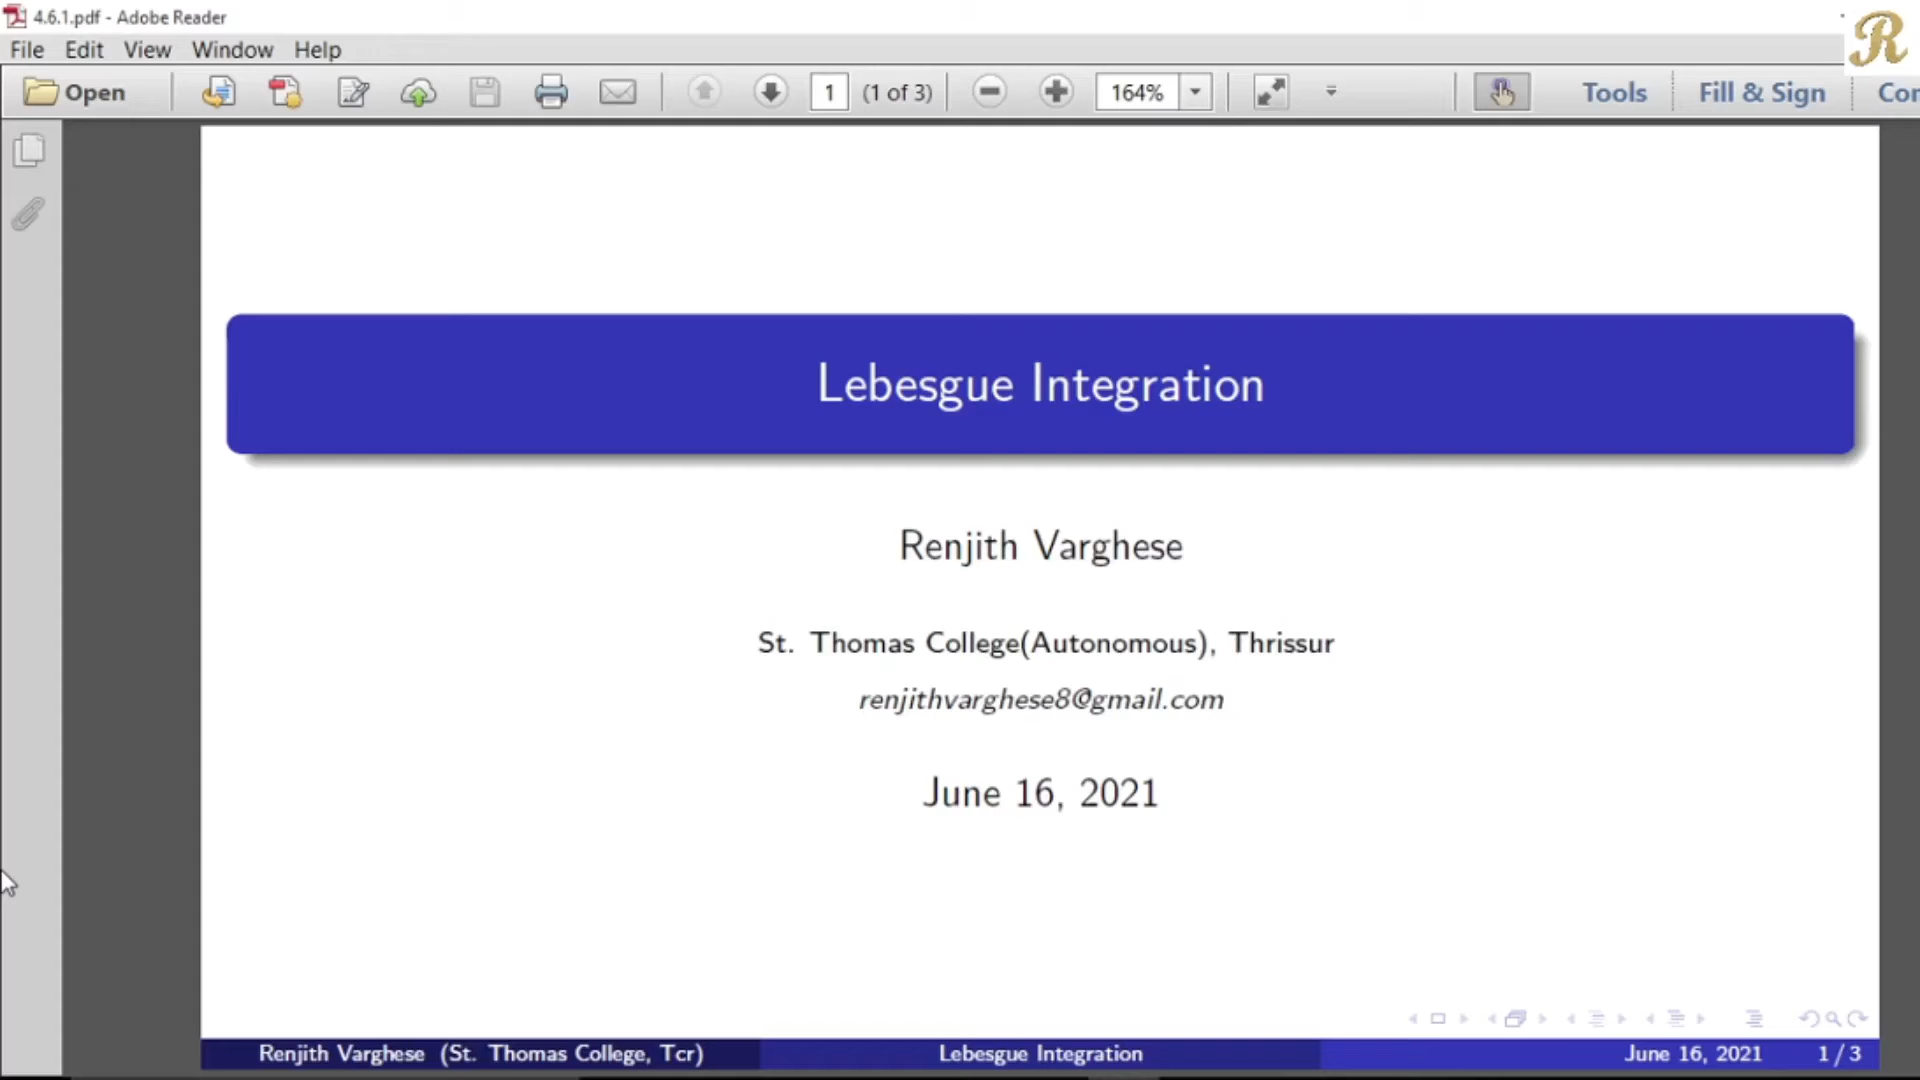 4.6.1.pdf - Adobe Reader
File Edit View Window Help
R
Open 1 (1 of 3) 164% Tools Fill & Sign
Lebesgue Integration
Renjith Varghese
St. Thomas College(Autonomous), Thrissur
renjithvarghese8@gmail.com
June 16, 2021
Renjith Varghese (St. Thomas College, Tcr) Lebesgue Integration June 16, 2021 1 / 3